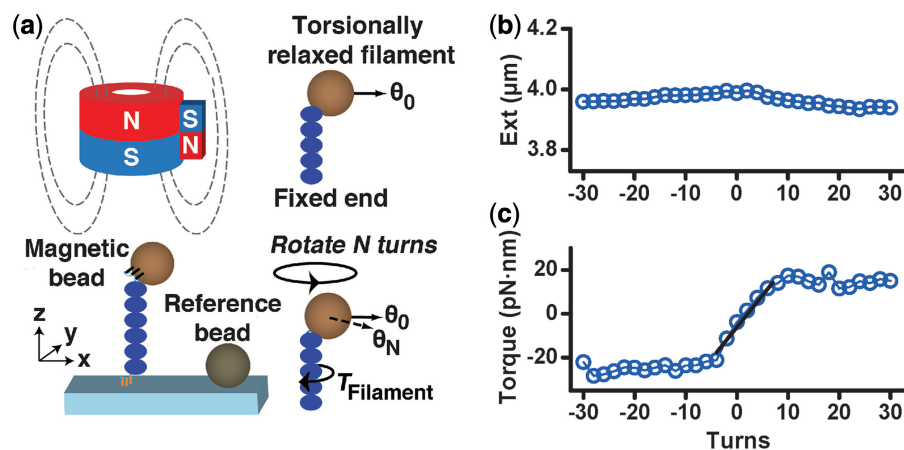 (a)
N
S
S
N
Torsionally
relaxed filament
θ0
Fixed end
Magnetic
bead
Reference
bead
z
y
x
Rotate N turns
θ0
θN
TFilament
(b)
Ext (μm)
4.2
4.0
3.8
-30 -20 -10 0 10 20 30
(c)
Torque (pN·nm)
20
0
-20
-30 -20 -10 0 10 20 30
Turns